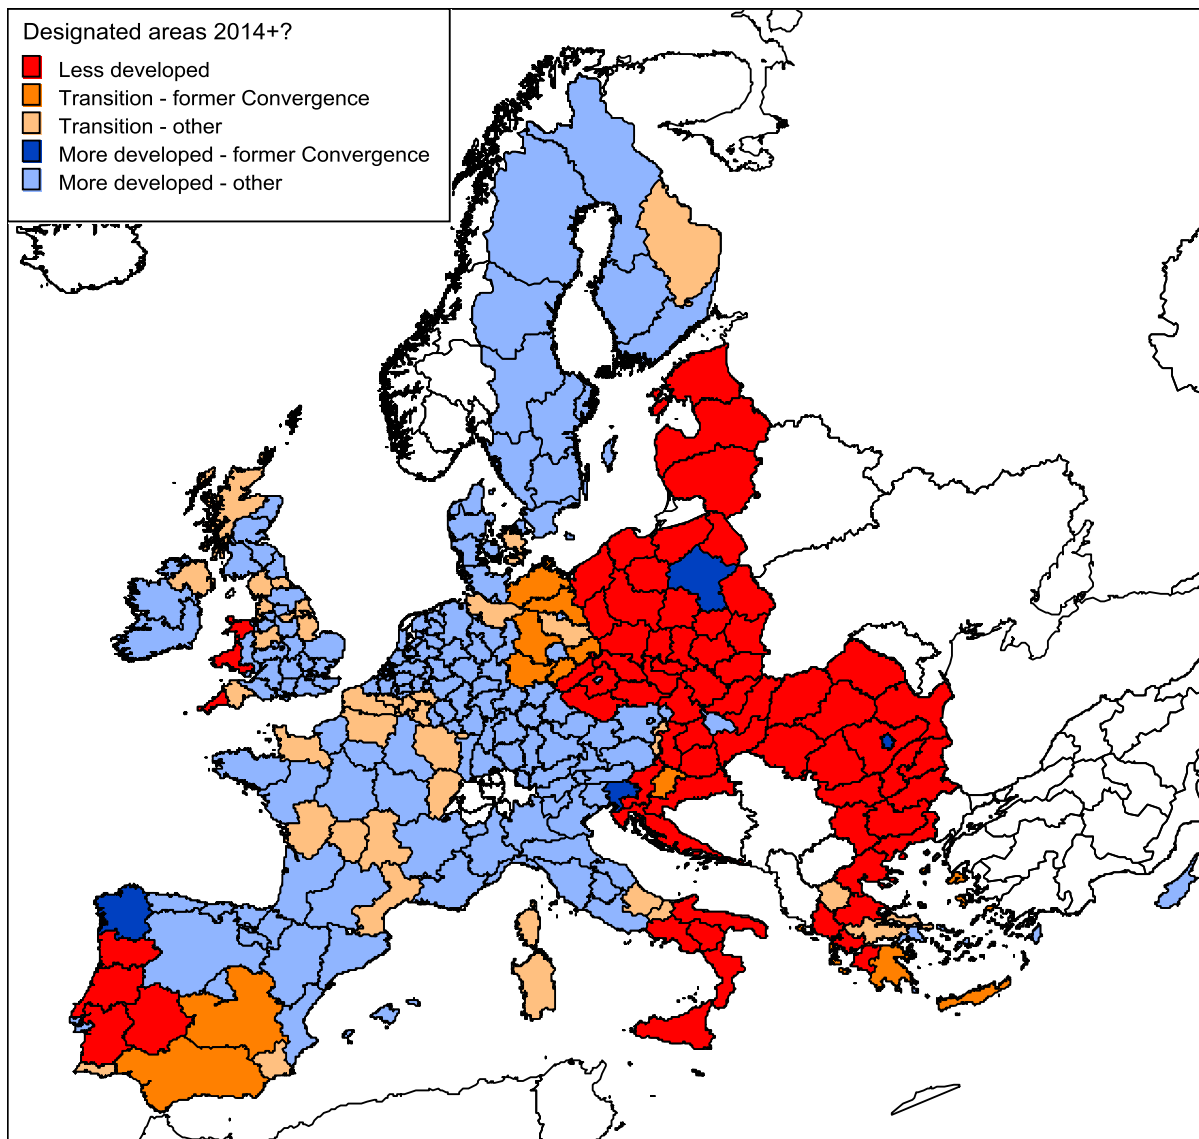 Designated areas 2014+?
Less developed
Transition - former Convergence
Transition - other
More developed - former Convergence
More developed - other